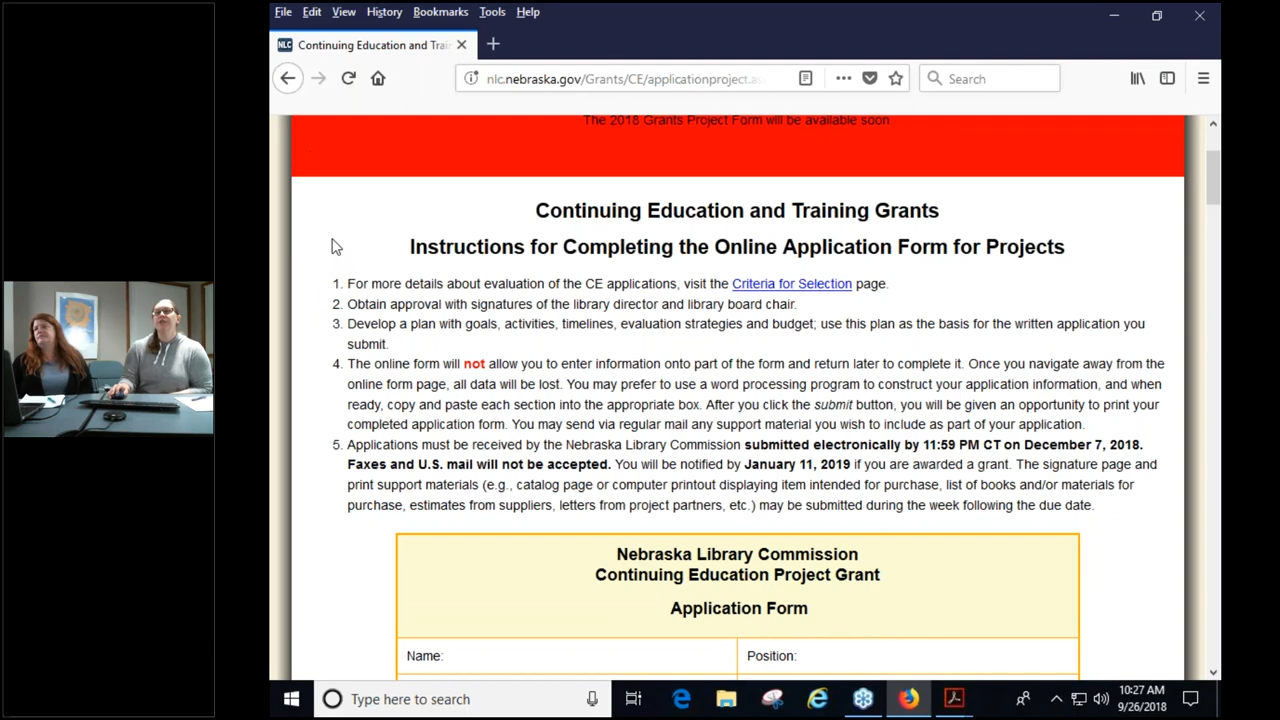 File Edit View History Bookmarks Tools Help
NLC Continuing Education and Trai
nlc.nebraska.gov/Grants/CE/applicationproject.as
Search
The 2018 Grants Project Form will be available soon
Continuing Education and Training Grants
Instructions for Completing the Online Application Form for Projects
1. For more details about evaluation of the CE applications, visit the Criteria for Selection page.
2. Obtain approval with signatures of the library director and library board chair.
3. Develop a plan with goals, activities, timelines, evaluation strategies and budget; use this plan as the basis for the written application you
submit.
4. The online form will not allow you to enter information onto part of the form and return later to complete it. Once you navigate away from the
online form page, all data will be lost. You may prefer to use a word processing program to construct your application information, and when
ready, copy and paste each section into the appropriate box. After you click the submit button, you will be given an opportunity to print your
completed application form. You may send via regular mail any support material you wish to include as part of your application.
5. Applications must be received by the Nebraska Library Commission submitted electronically by 11:59 PM CT on December 7, 2018.
Faxes and U.S. mail will not be accepted. You will be notified by January 11, 2019 if you are awarded a grant. The signature page and
print support materials (e.g., catalog page or computer printout displaying item intended for purchase, list of books and/or materials for
purchase, estimates from suppliers, letters from project partners, etc.) may be submitted during the week following the due date.
Nebraska Library Commission
Continuing Education Project Grant
Application Form
Name: Position:
Type here to search
10:27 AM
9/26/2018